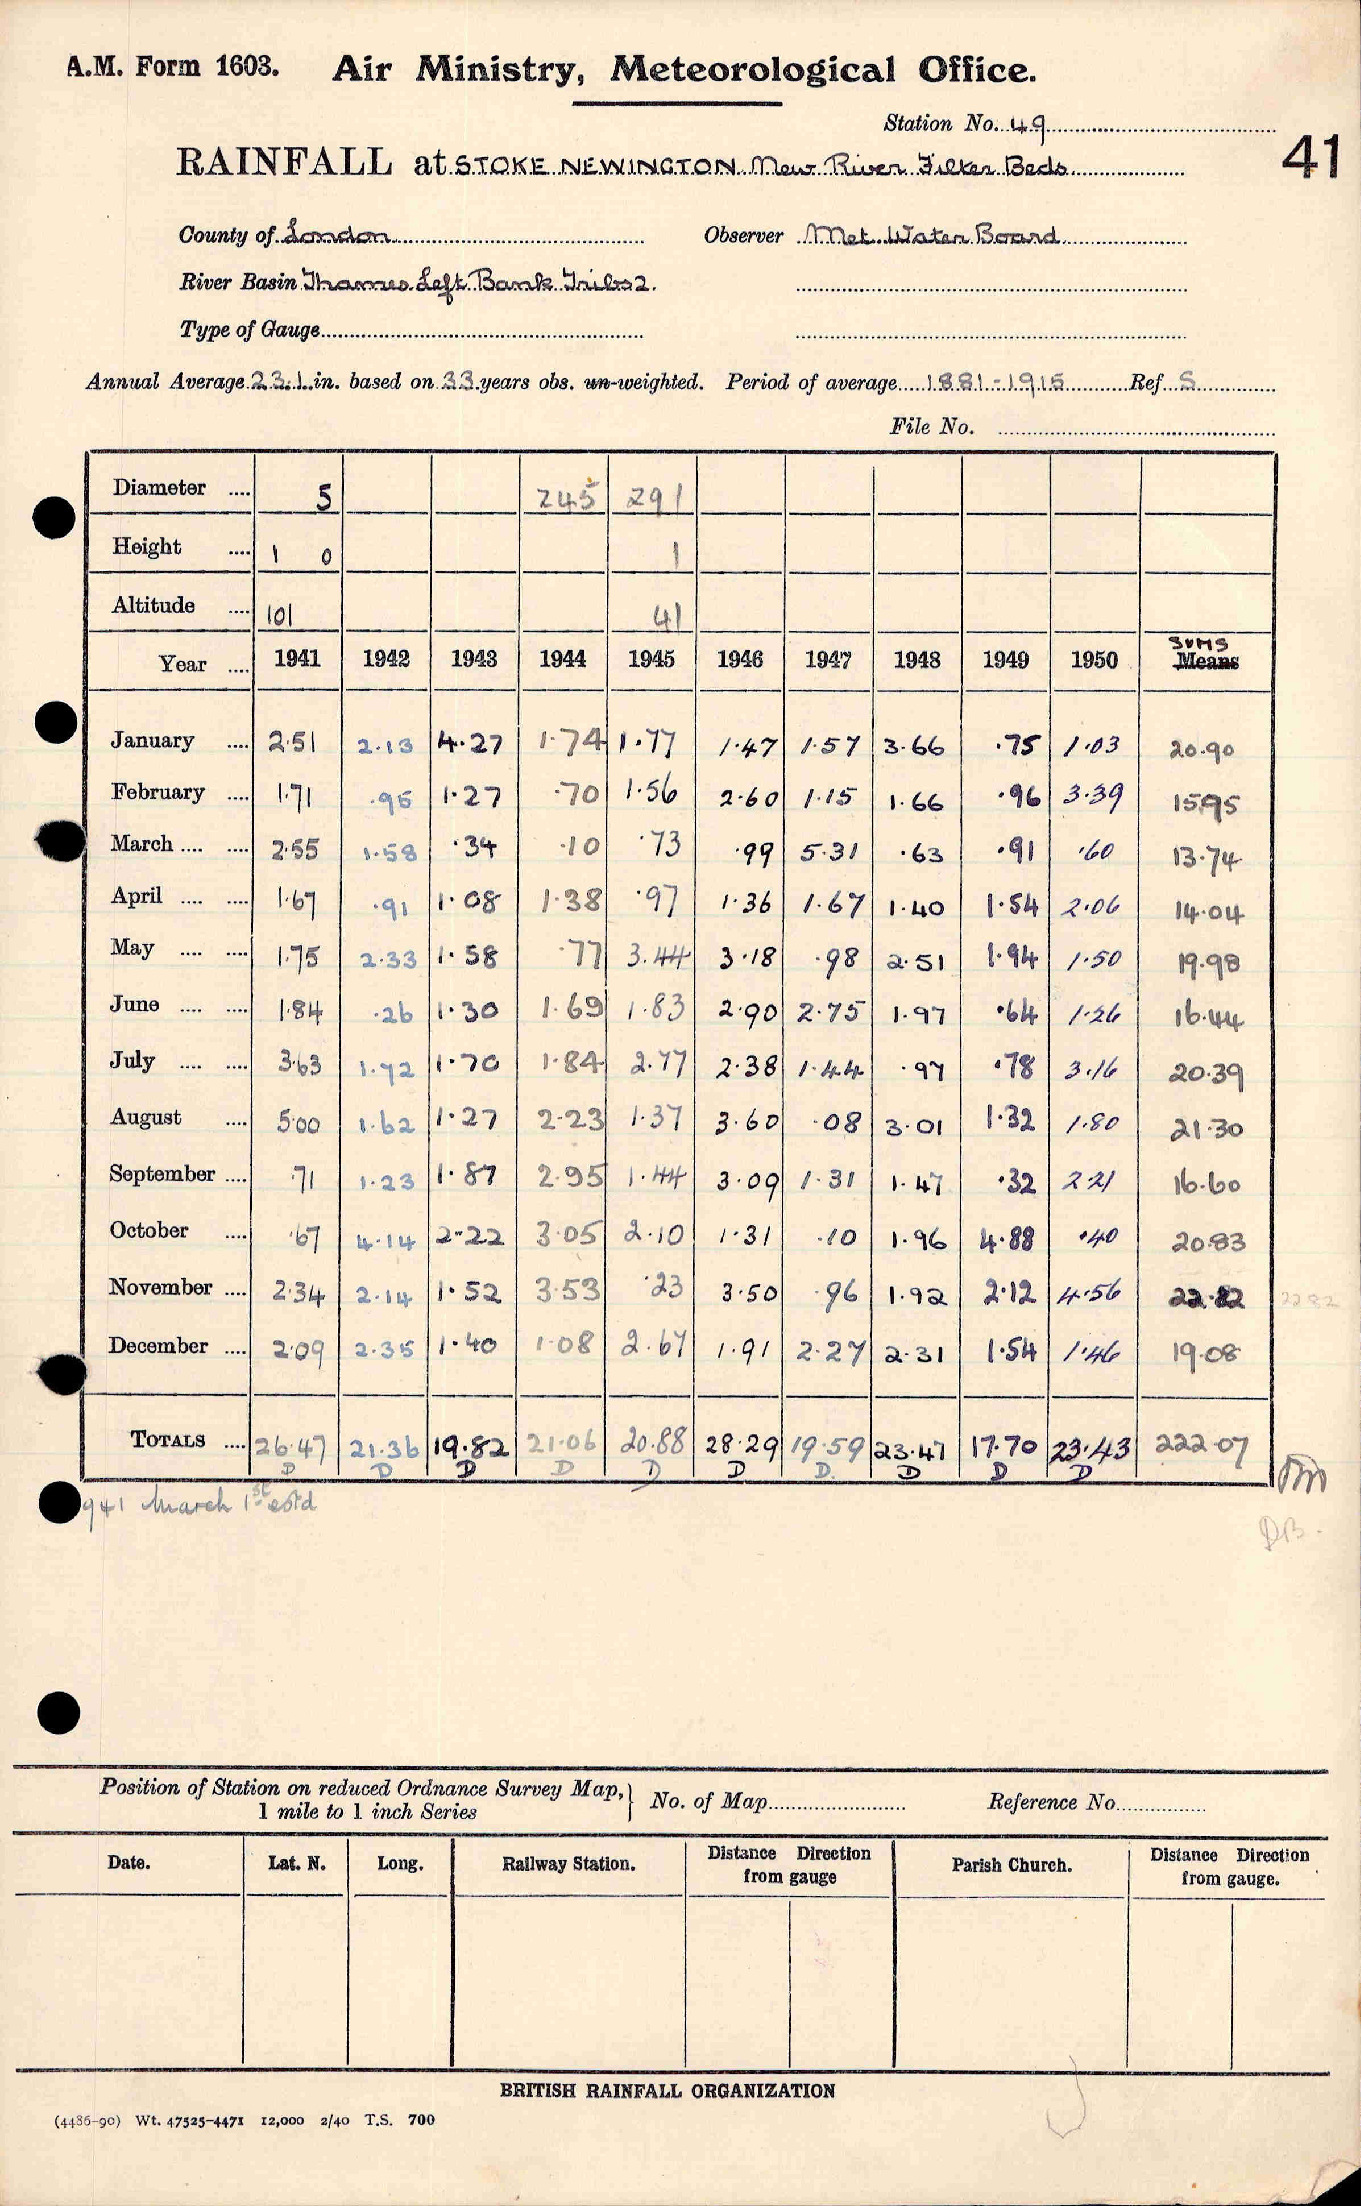 A.M. Form 1603. Air Ministry, Meteorological Office.
Station No. 49
41
RAINFALL at STOKE NEWINGTON New River Filter Beds
County of London Observer Met. Water Board
River Basin Thames Left Bank Tribs 2.
Type of Gauge
Annual Average 23.1 in. based on 33 years obs. un-weighted. Period of average 1881-1915 Ref S
File No.
Diameter .... 5 245 291
Height .... 1 0 1
Altitude .... 101 41
SUMS
Year .... 1941 1942 1943 1944 1945 1946 1947 1948 1949 1950 Means
January .... 2.51 2.13 4.27 1.74 1.77 1.47 1.57 3.66 .75 1.03 20.90
February .... 1.71 .95 1.27 .70 1.56 2.60 1.15 1.66 .96 3.39 15.95
March .... .... 2.55 1.58 .34 .10 .73 .99 5.31 .63 .91 .60 13.74
April .... .... 1.67 .91 1.08 1.38 .97 1.36 1.67 1.40 1.54 2.06 14.04
May .... .... 1.75 2.33 1.58 .77 3.44 3.18 .98 2.51 1.94 1.50 19.98
June .... .... 1.84 .26 1.30 1.69 1.83 2.90 2.75 1.97 .64 1.26 16.44
July .... .... 3.63 1.72 1.70 1.84 2.77 2.38 1.44 .97 .78 3.16 20.39
August .... 5.00 1.62 1.27 2.23 1.37 3.60 .08 3.01 1.32 1.80 21.30
September .... .71 1.23 1.87 2.95 1.44 3.09 1.31 1.47 .32 2.21 16.60
October .... .67 4.14 2.22 3.05 2.10 1.31 .10 1.96 4.88 .40 20.83
November .... 2.34 2.14 1.52 3.53 .23 3.50 .96 1.92 2.12 4.56 22.82 22 82
December .... 2.09 2.35 1.40 1.08 2.67 1.91 2.27 2.31 1.54 1.46 19.08
TOTALS .... 26.47 21.36 19.82 21.06 20.88 28.29 19.59 23.47 17.70 23.43 222.07
D D D D D D D. D D D
941 March 1st estd
DB.
Position of Station on reduced Ordnance Survey Map, } No. of Map Reference No.
1 mile to 1 inch Series
Date. Lat. N. Long. Railway Station. Distance Direction from gauge Parish Church. Distance Direction from gauge.
BRITISH RAINFALL ORGANIZATION
(4486-90) Wt. 47525-4471 12,000 2/40 T.S. 700